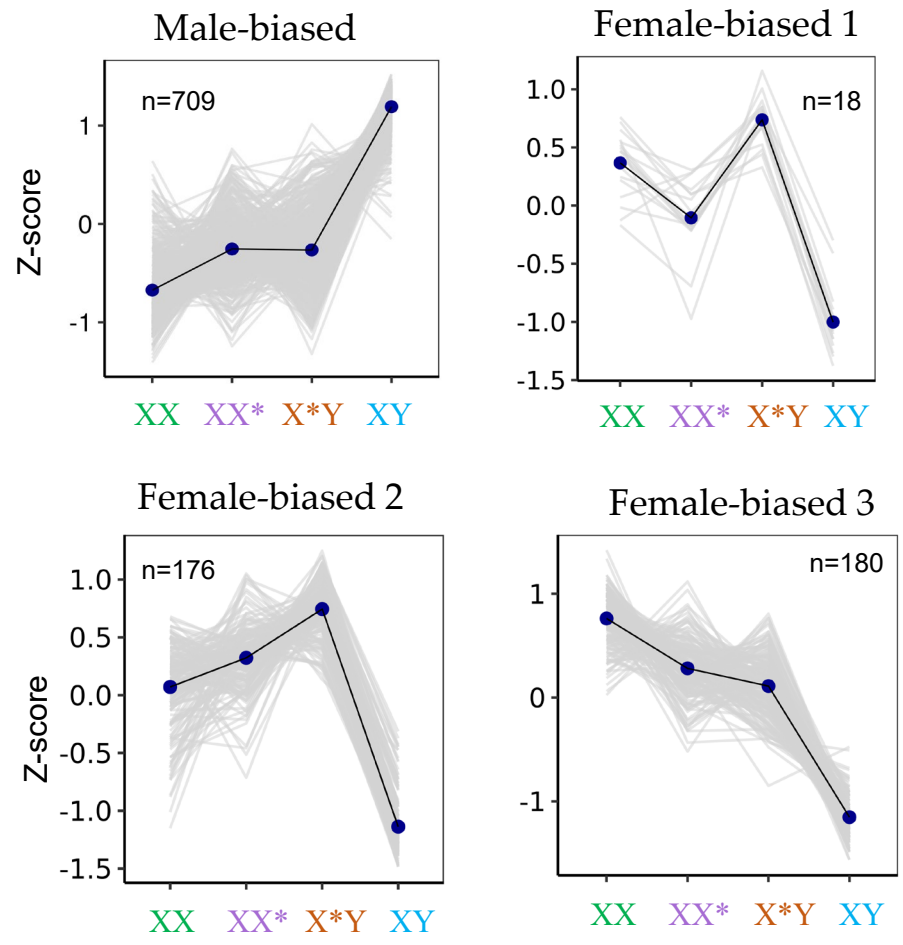 Male-biased
Female-biased 1
Z-score
1
0
-1
n=709
XX XX* X*Y XY
1.0
0.5
0.0
-0.5
-1.0
-1.5
n=18
XX XX* X*Y XY
Female-biased 2
Female-biased 3
Z-score
1.0
0.5
0.0
-0.5
-1.0
-1.5
n=176
XX XX* X*Y XY
1
0
-1
n=180
XX XX* X*Y XY